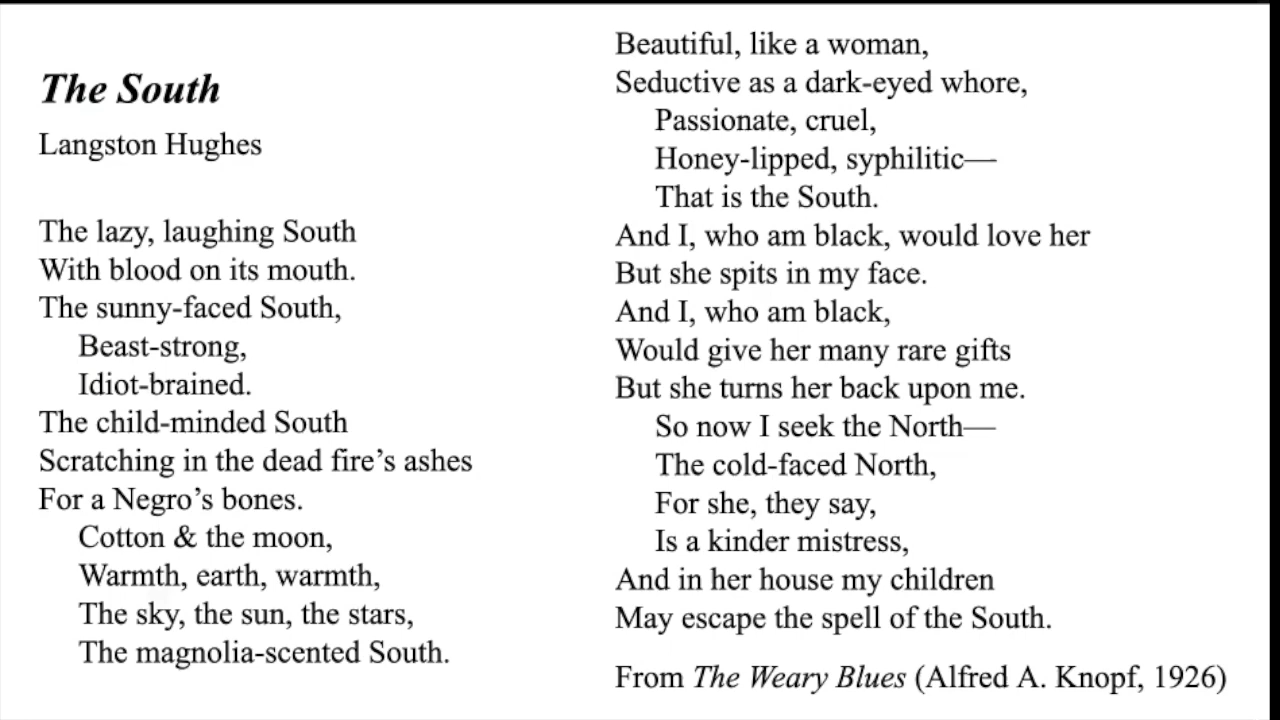 The South
Langston Hughes
The lazy, laughing South
With blood on its mouth.
The sunny-faced South,
Beast-strong,
Idiot-brained.
The child-minded South
Scratching in the dead fire’s ashes
For a Negro’s bones.
Cotton & the moon,
Warmth, earth, warmth,
The sky, the sun, the stars,
The magnolia-scented South.
Beautiful, like a woman,
Seductive as a dark-eyed whore,
Passionate, cruel,
Honey-lipped, syphilitic—
That is the South.
And I, who am black, would love her
But she spits in my face.
And I, who am black,
Would give her many rare gifts
But she turns her back upon me.
So now I seek the North—
The cold-faced North,
For she, they say,
Is a kinder mistress,
And in her house my children
May escape the spell of the South.
From The Weary Blues (Alfred A. Knopf, 1926)